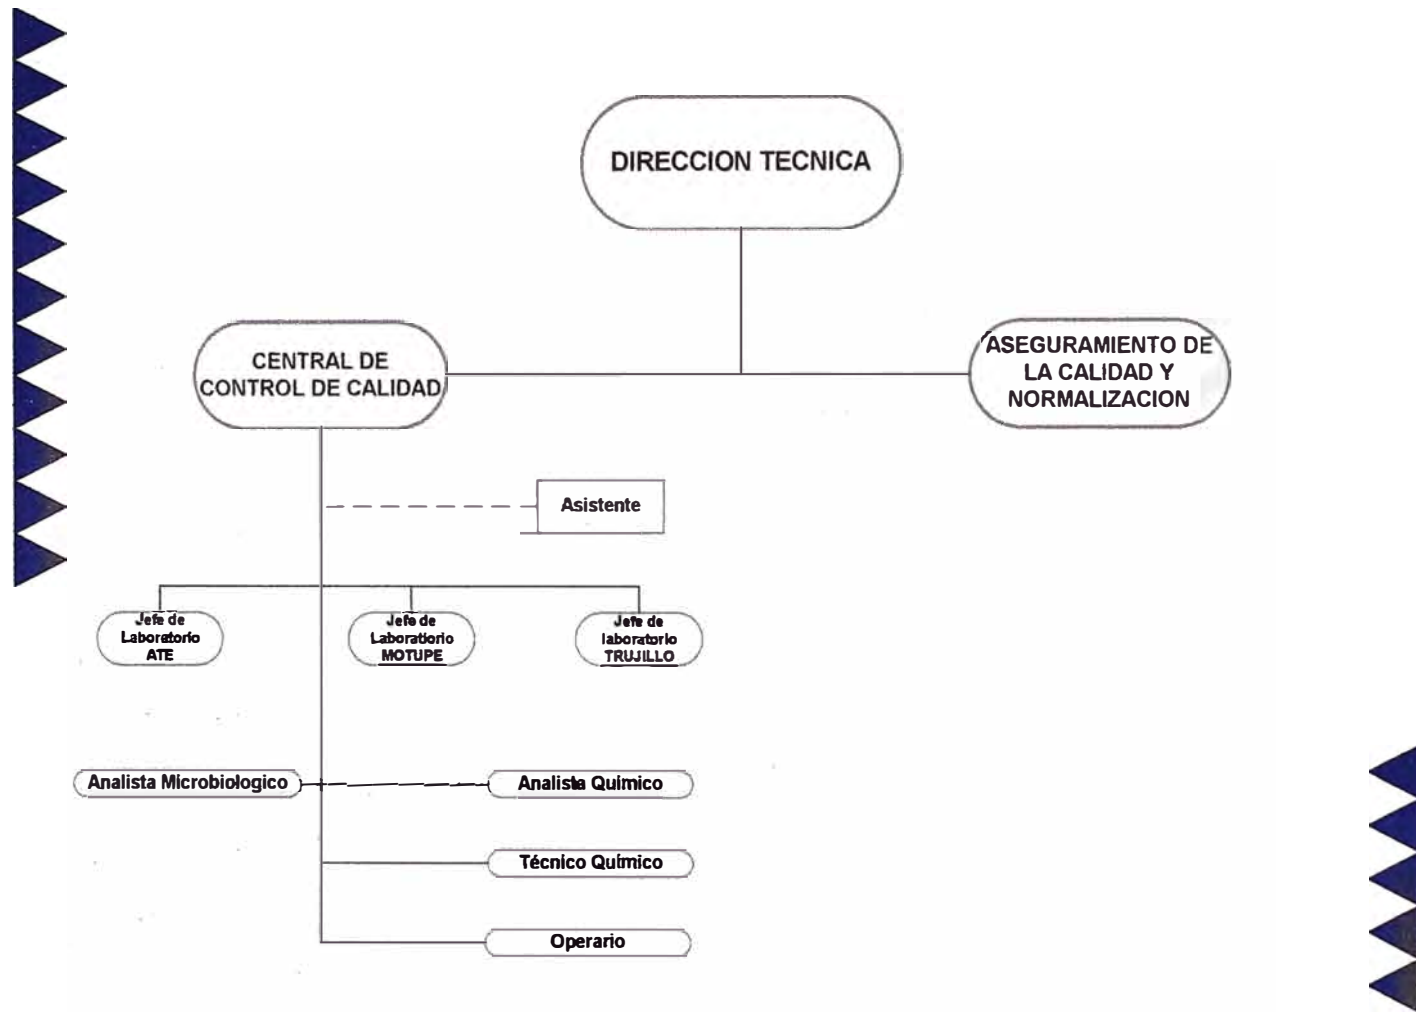 DIRECCION TECNICA
CENTRAL DE
CONTROL DE CALIDAD
ASEGURAMIENTO DE
LA CALIDAD Y
NORMALIZACION
Asistente
Jefe de
Laboratorio
ATE
Jefe de
Laboratiorio
MOTUPE
Jefe de
laboratorio
TRUJILLO
Analista Microbiologico
Analista Quimico
Técnico Químico
Operario